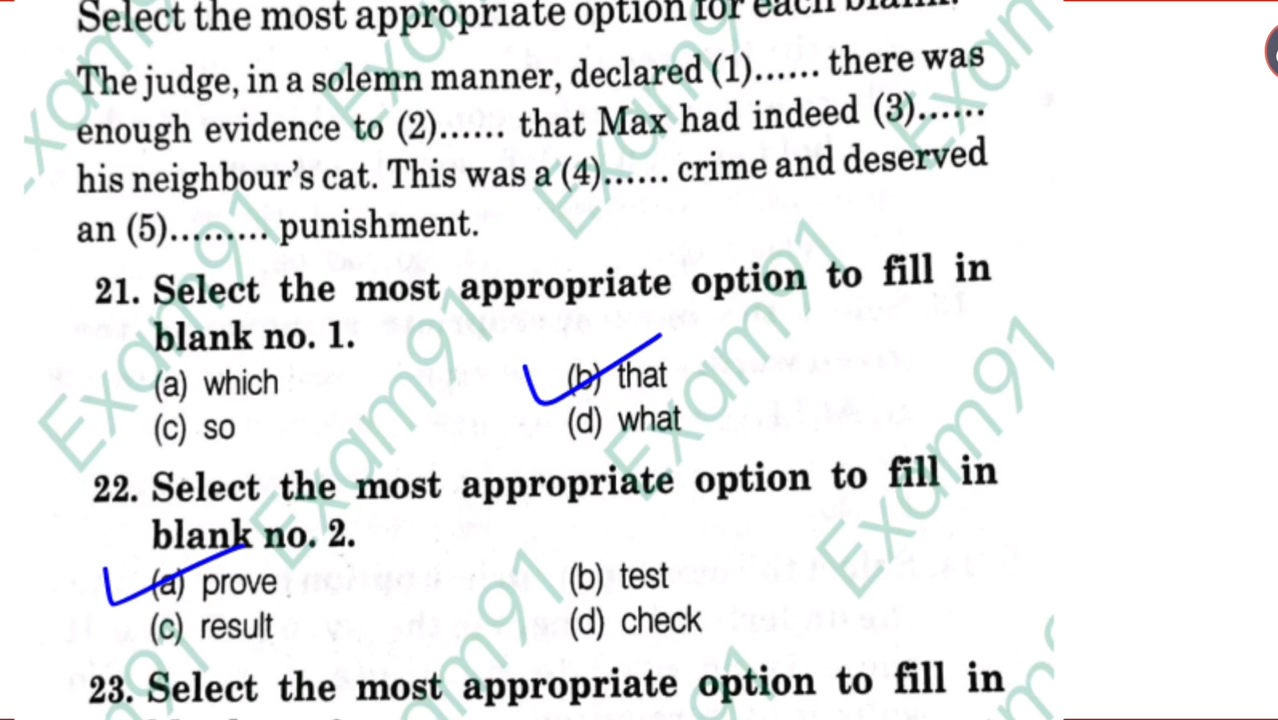 Select the most appropriate option for each blank.
The judge, in a solemn manner, declared (1)...... there was
enough evidence to (2)...... that Max had indeed (3)......
his neighbour's cat. This was a (4)...... crime and deserved
an (5)......... punishment.
21. Select the most appropriate option to fill in
blank no. 1.
(a) which (b) that
(c) so (d) what
22. Select the most appropriate option to fill in
blank no. 2.
(a) prove (b) test
(c) result (d) check
23. Select the most appropriate option to fill in
Exam91